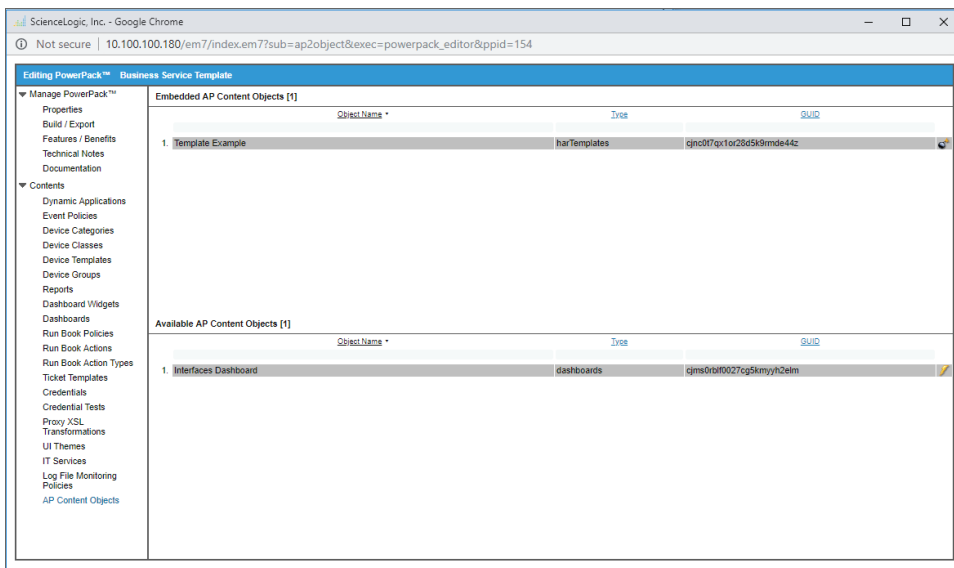 ScienceLogic, Inc. - Google Chrome
Not secure | 10.100.100.180/em7/index.em7?sub=ap2object&exec=powerpack_editor&ppid=154
Editing PowerPack™ Business Service Template
Manage PowerPack™
Properties
Build / Export
Features / Benefits
Technical Notes
Documentation
Contents
Dynamic Applications
Event Policies
Device Categories
Device Classes
Device Templates
Device Groups
Reports
Dashboard Widgets
Dashboards
Run Book Policies
Run Book Actions
Run Book Action Types
Ticket Templates
Credentials
Credential Tests
Proxy XSL
Transformations
UI Themes
IT Services
Log File Monitoring
Policies
AP Content Objects
Embedded AP Content Objects [1]
Object Name • Type GUID
1. Template Example harTemplates cjnc0t7qx1or28d5k9rmde44z
Available AP Content Objects [1]
Object Name • Type GUID
1. Interfaces Dashboard dashboards cjms0rblf0027cg5kmyyh2elm